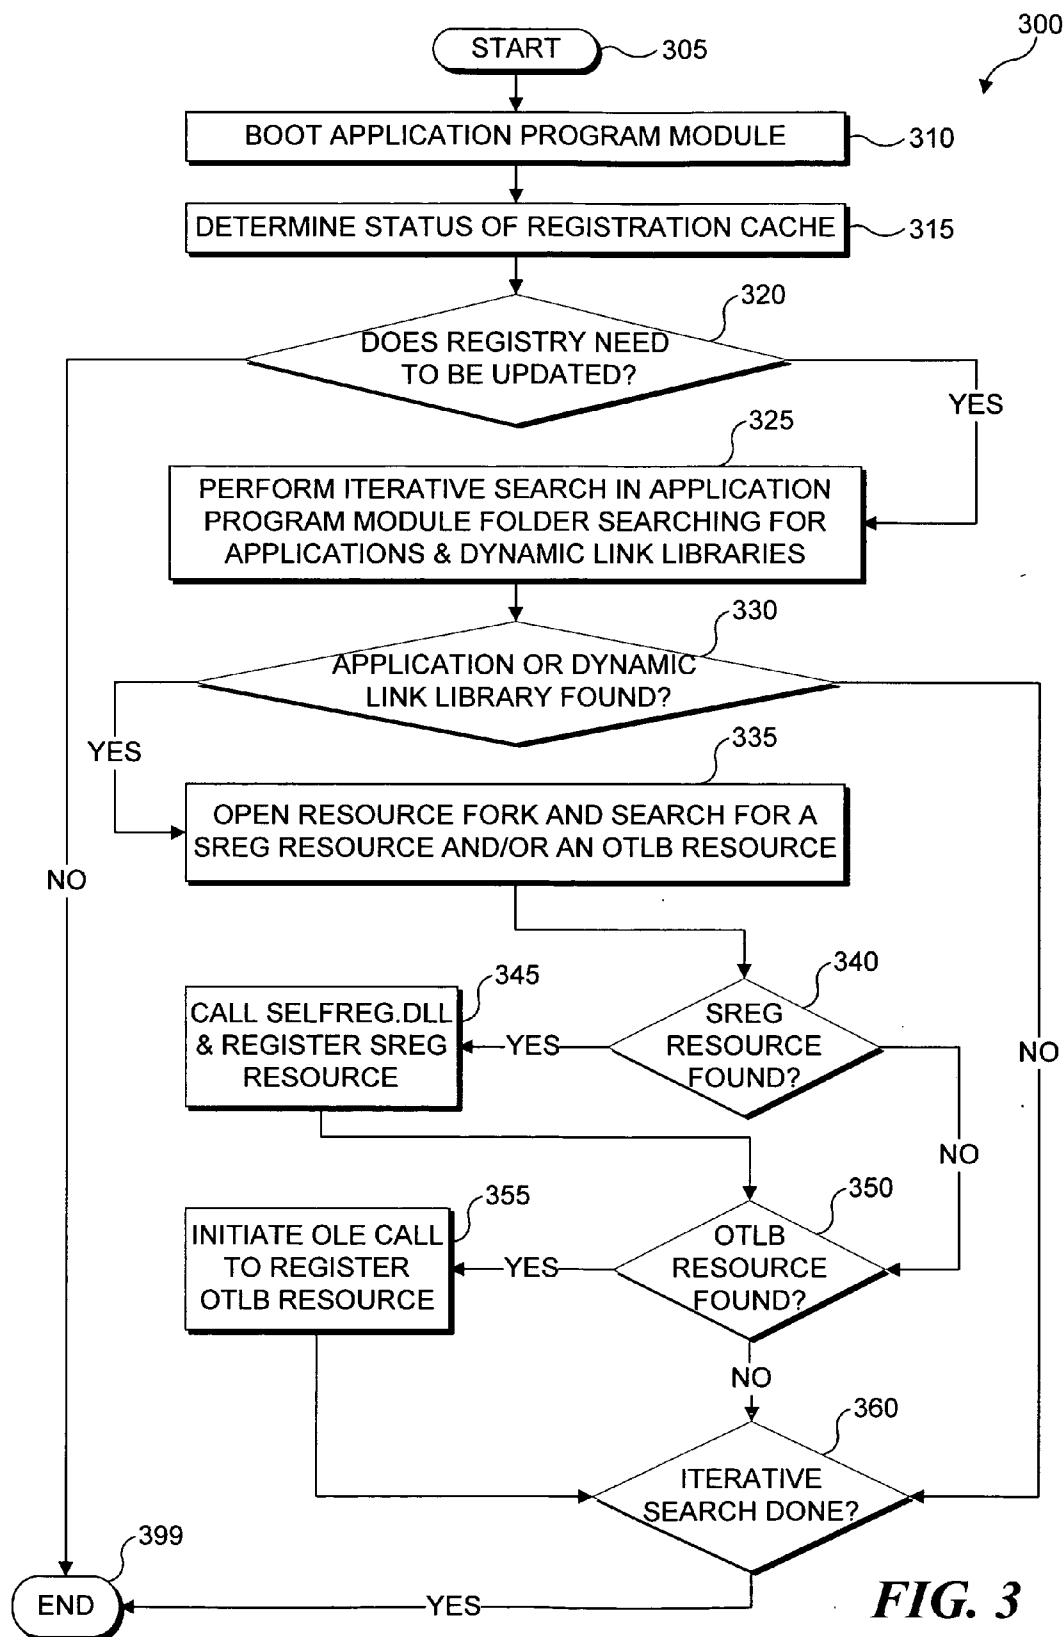 300
START
305
BOOT APPLICATION PROGRAM MODULE
310
DETERMINE STATUS OF REGISTRATION CACHE
315
320
DOES REGISTRY NEED
TO BE UPDATED?
YES
325
PERFORM ITERATIVE SEARCH IN APPLICATION
PROGRAM MODULE FOLDER SEARCHING FOR
APPLICATIONS & DYNAMIC LINK LIBRARIES
330
APPLICATION OR DYNAMIC
LINK LIBRARY FOUND?
YES
335
OPEN RESOURCE FORK AND SEARCH FOR A
SREG RESOURCE AND/OR AN OTLB RESOURCE
NO
340
345
SREG
RESOURCE
FOUND?
YES
CALL SELFREG.DLL
& REGISTER SREG
RESOURCE
NO
NO
350
355
OTLB
RESOURCE
FOUND?
YES
INITIATE OLE CALL
TO REGISTER
OTLB RESOURCE
NO
360
ITERATIVE
SEARCH DONE?
399
END
YES
FIG. 3